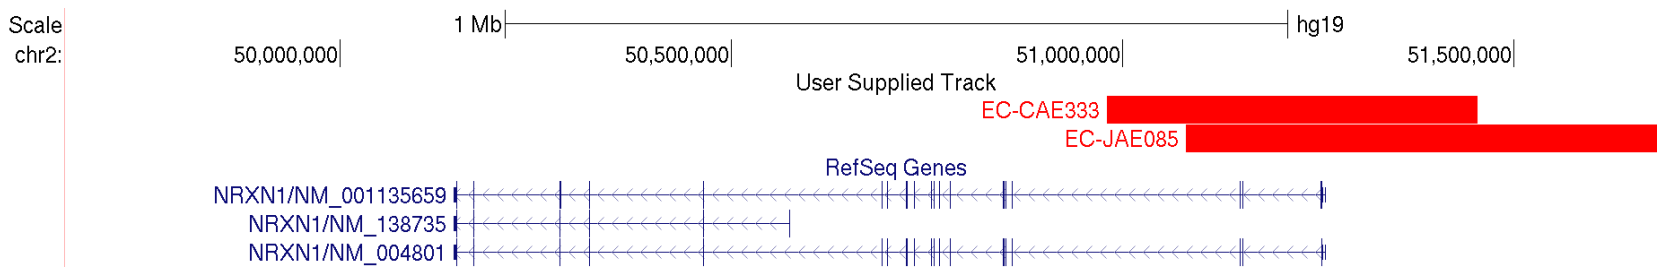 Scale 1 Mb hg19
chr2: 50,000,000 50,500,000 51,000,000 51,500,000
User Supplied Track
EC-CAE333
EC-JAE085
RefSeq Genes
NRXN1/NM_001135659
NRXN1/NM_138735
NRXN1/NM_004801